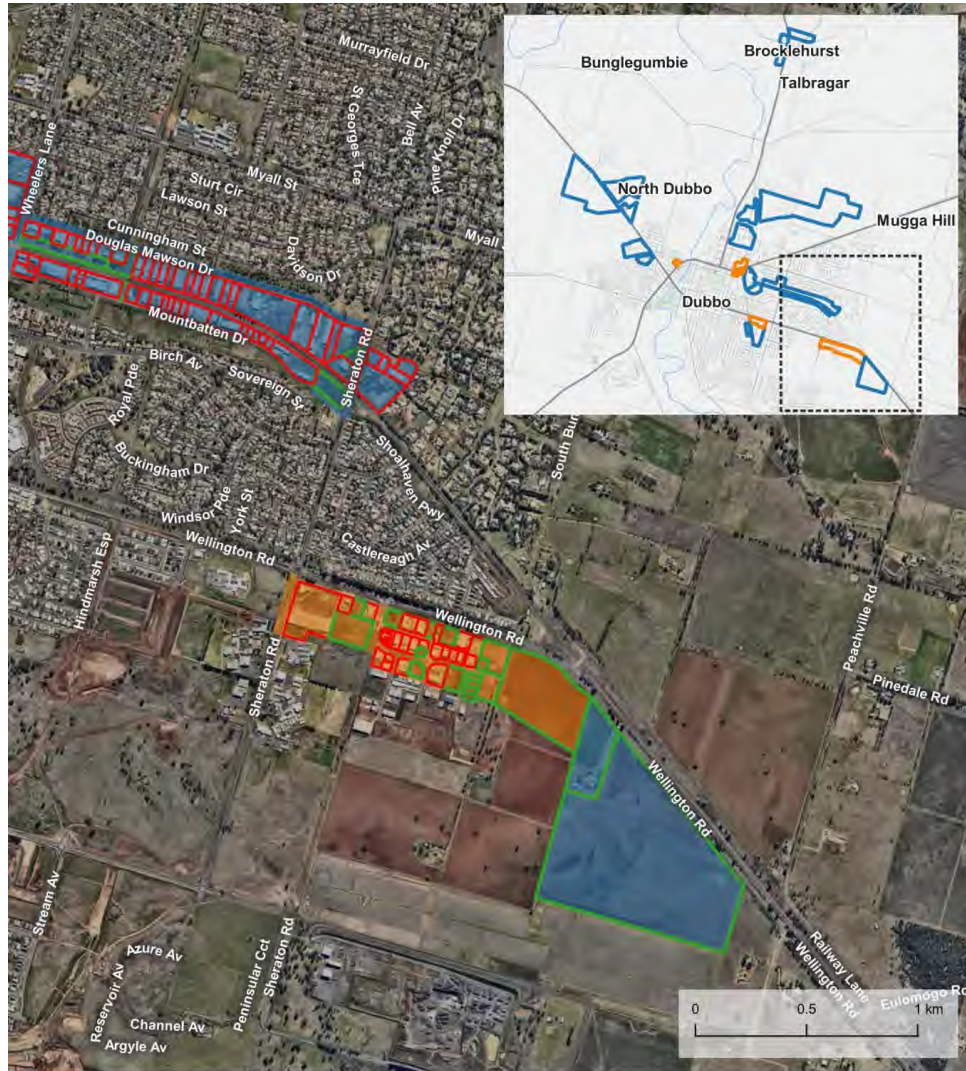 Murrayfield Dr
St Georges Tce
Bell Av
Pine Knoll Dr
Wheelers Lane
Myall St
Sturt Cir
Lawson St
Cunningham St
Douglas Mawson Dr
Davidson Dr
Myall
Mountbatten Dr
Birch Av
Sovereign St
Sheraton Rd
Royal Pde
Buckingham Dr
Shoalhaven Pwy
South Bur
Windsor Pde
York St
Wellington Rd
Castlereagh Av
Hindmarsh Esp
Wellington Rd
Sheraton Rd
Peachville Rd
Pinedale Rd
Wellington Rd
Stream Av
Azure Av
Reservoir Av
Peninsular Cct
Sheraton Rd
Channel Av
Argyle Av
Railway Lane
Wellington Rd
Eulomogo Rd
Brocklehurst
Bunglegumbie
Talbragar
North Dubbo
Mugga Hill
Dubbo
0 0.5 1 km